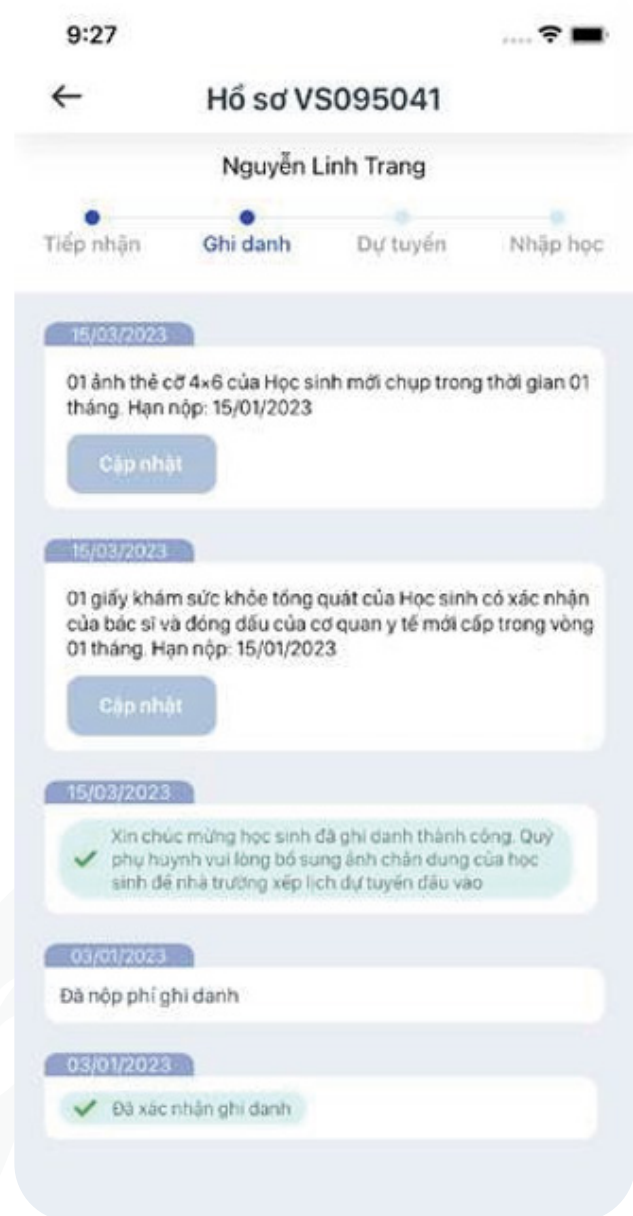 9:27
Hồ sơ VS095041
Nguyễn Linh Trang
Tiếp nhận Ghi danh Dự tuyển Nhập học
15/03/2023
01 ảnh thẻ cỡ 4×6 của Học sinh mới chụp trong thời gian 01
tháng. Hạn nộp: 15/01/2023
Cập nhật
15/03/2023
01 giấy khám sức khỏe tổng quát của Học sinh có xác nhận
của bác sĩ và đóng dấu của cơ quan y tế mới cấp trong vòng
01 tháng. Hạn nộp: 15/01/2023
Cập nhật
15/03/2023
Xin chúc mừng học sinh đã ghi danh thành công. Quý
phụ huynh vui lòng bổ sung ảnh chân dung của học
sinh để nhà trường xếp lịch dự tuyển đầu vào
03/01/2023
Đã nộp phí ghi danh
03/01/2023
Đã xác nhận ghi danh